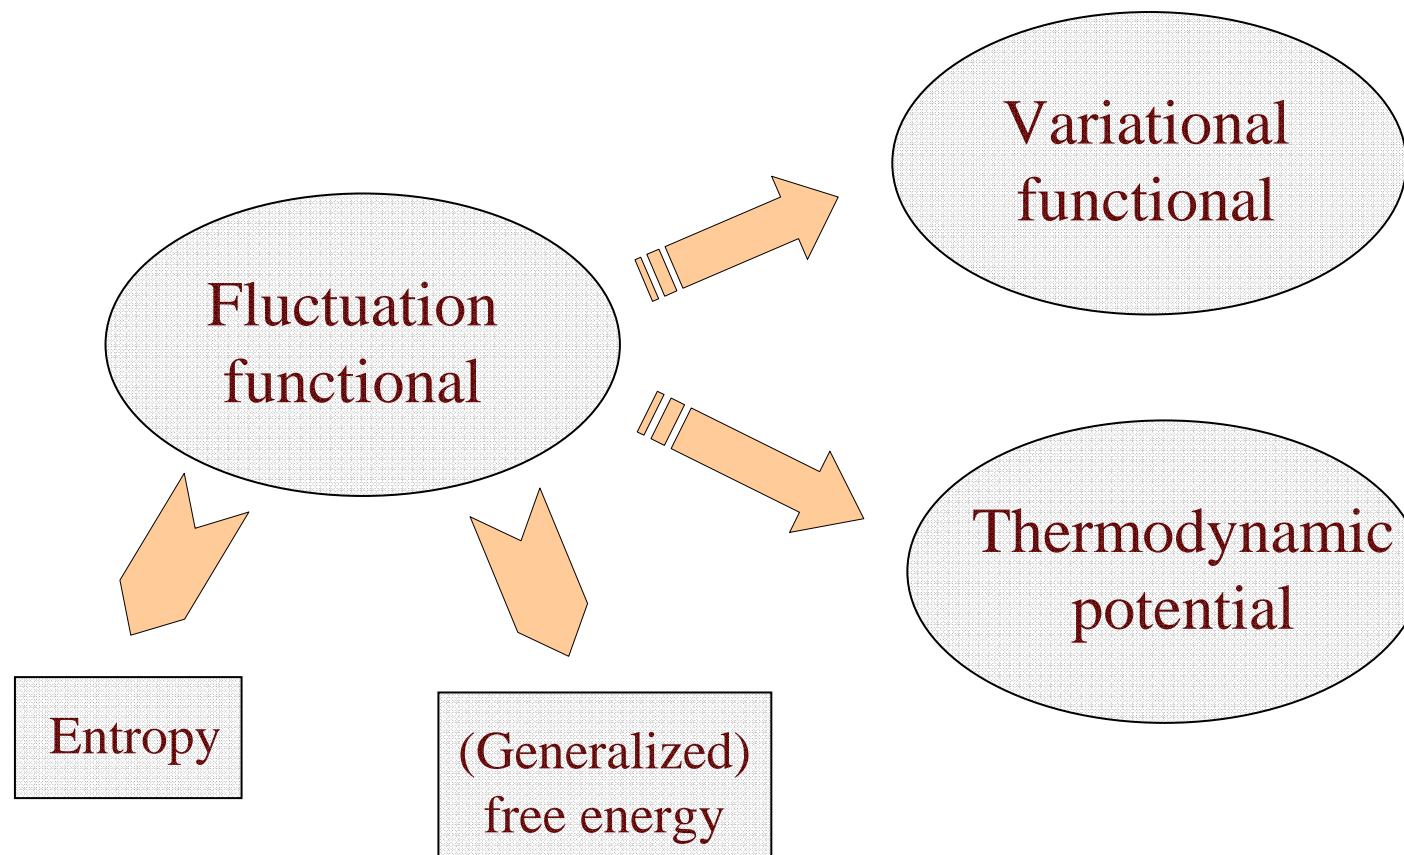 Variational
functional
Fluctuation
functional
Thermodynamic
potential
Entropy
(Generalized)
free energy